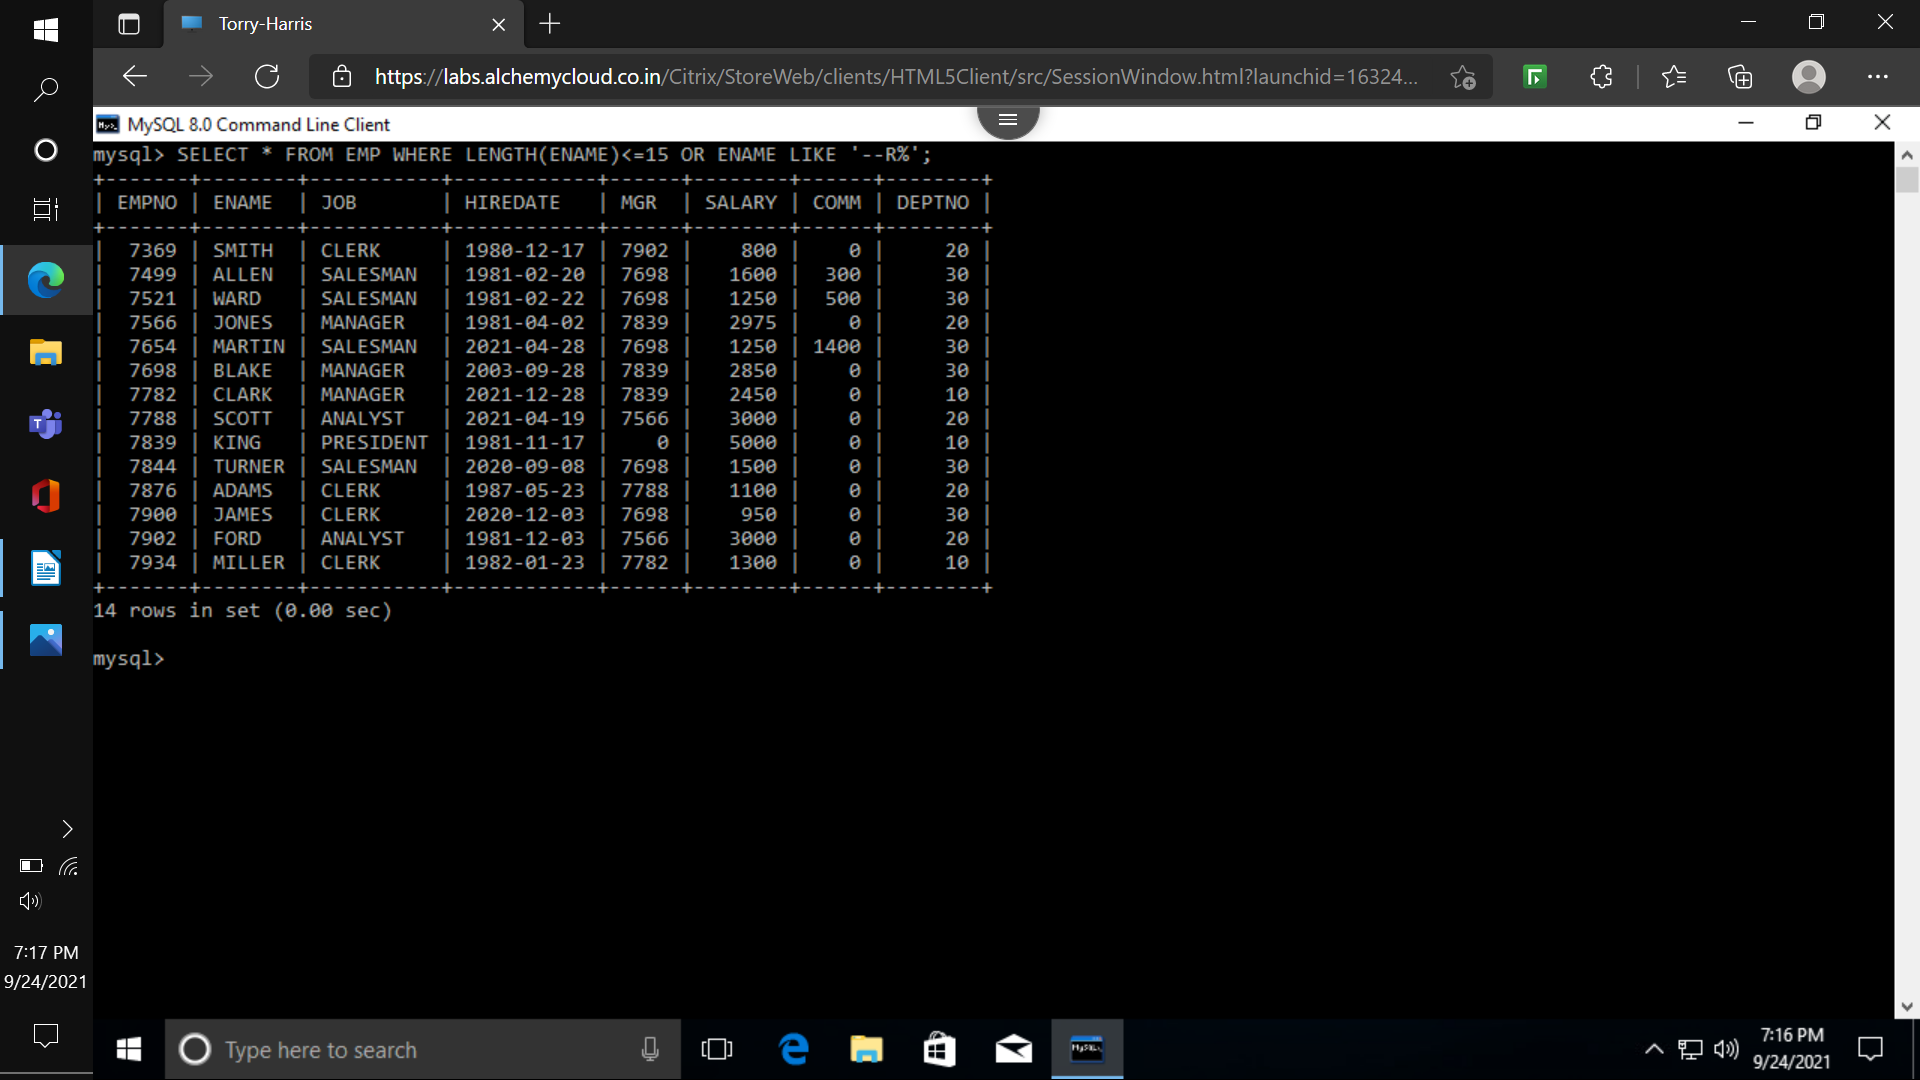 Torry-Harris
https://labs.alchemycloud.co.in/Citrix/StoreWeb/clients/HTML5Client/src/SessionWindow.html?launchid=16324...
MySQL 8.0 Command Line Client
mysql> SELECT * FROM EMP WHERE LENGTH(ENAME)<=15 OR ENAME LIKE '--R%';
+-------+--------+-----------+------------+------+--------+------+--------+
| EMPNO | ENAME  | JOB       | HIREDATE   | MGR  | SALARY | COMM | DEPTNO |
+-------+--------+-----------+------------+------+--------+------+--------+
|  7369 | SMITH  | CLERK     | 1980-12-17 | 7902 |    800 |    0 |     20 |
|  7499 | ALLEN  | SALESMAN  | 1981-02-20 | 7698 |   1600 |  300 |     30 |
|  7521 | WARD   | SALESMAN  | 1981-02-22 | 7698 |   1250 |  500 |     30 |
|  7566 | JONES  | MANAGER   | 1981-04-02 | 7839 |   2975 |    0 |     20 |
|  7654 | MARTIN | SALESMAN  | 2021-04-28 | 7698 |   1250 | 1400 |     30 |
|  7698 | BLAKE  | MANAGER   | 2003-09-28 | 7839 |   2850 |    0 |     30 |
|  7782 | CLARK  | MANAGER   | 2021-12-28 | 7839 |   2450 |    0 |     10 |
|  7788 | SCOTT  | ANALYST   | 2021-04-19 | 7566 |   3000 |    0 |     20 |
|  7839 | KING   | PRESIDENT | 1981-11-17 |    0 |   5000 |    0 |     10 |
|  7844 | TURNER | SALESMAN  | 2020-09-08 | 7698 |   1500 |    0 |     30 |
|  7876 | ADAMS  | CLERK     | 1987-05-23 | 7788 |   1100 |    0 |     20 |
|  7900 | JAMES  | CLERK     | 2020-12-03 | 7698 |    950 |    0 |     30 |
|  7902 | FORD   | ANALYST   | 1981-12-03 | 7566 |   3000 |    0 |     20 |
|  7934 | MILLER | CLERK     | 1982-01-23 | 7782 |   1300 |    0 |     10 |
+-------+--------+-----------+------------+------+--------+------+--------+
14 rows in set (0.00 sec)
mysql>
7:17 PM
9/24/2021
Type here to search
7:16 PM
9/24/2021